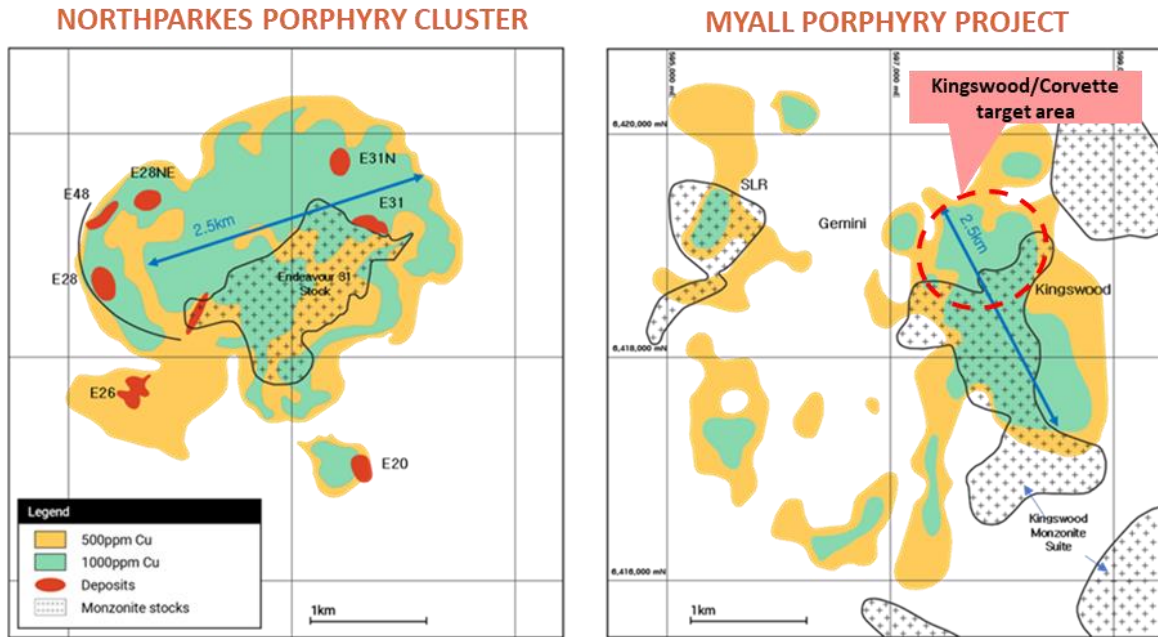 NORTHPARKES PORPHYRY CLUSTER
E31N
E28NE
E48
E31
2.5km
E28
Endeavour 31
Stock
E26
E20
Legend
500ppm Cu
1000ppm Cu
Deposits
Monzonite stocks
1km
MYALL PORPHYRY PROJECT
Kingswood/Corvette
target area
6,420,000 mN
SLR
Gemini
2.5km
Kingswood
6,418,000 mN
Kingswood
Monzonite
Suite
6,416,000 mN
1km